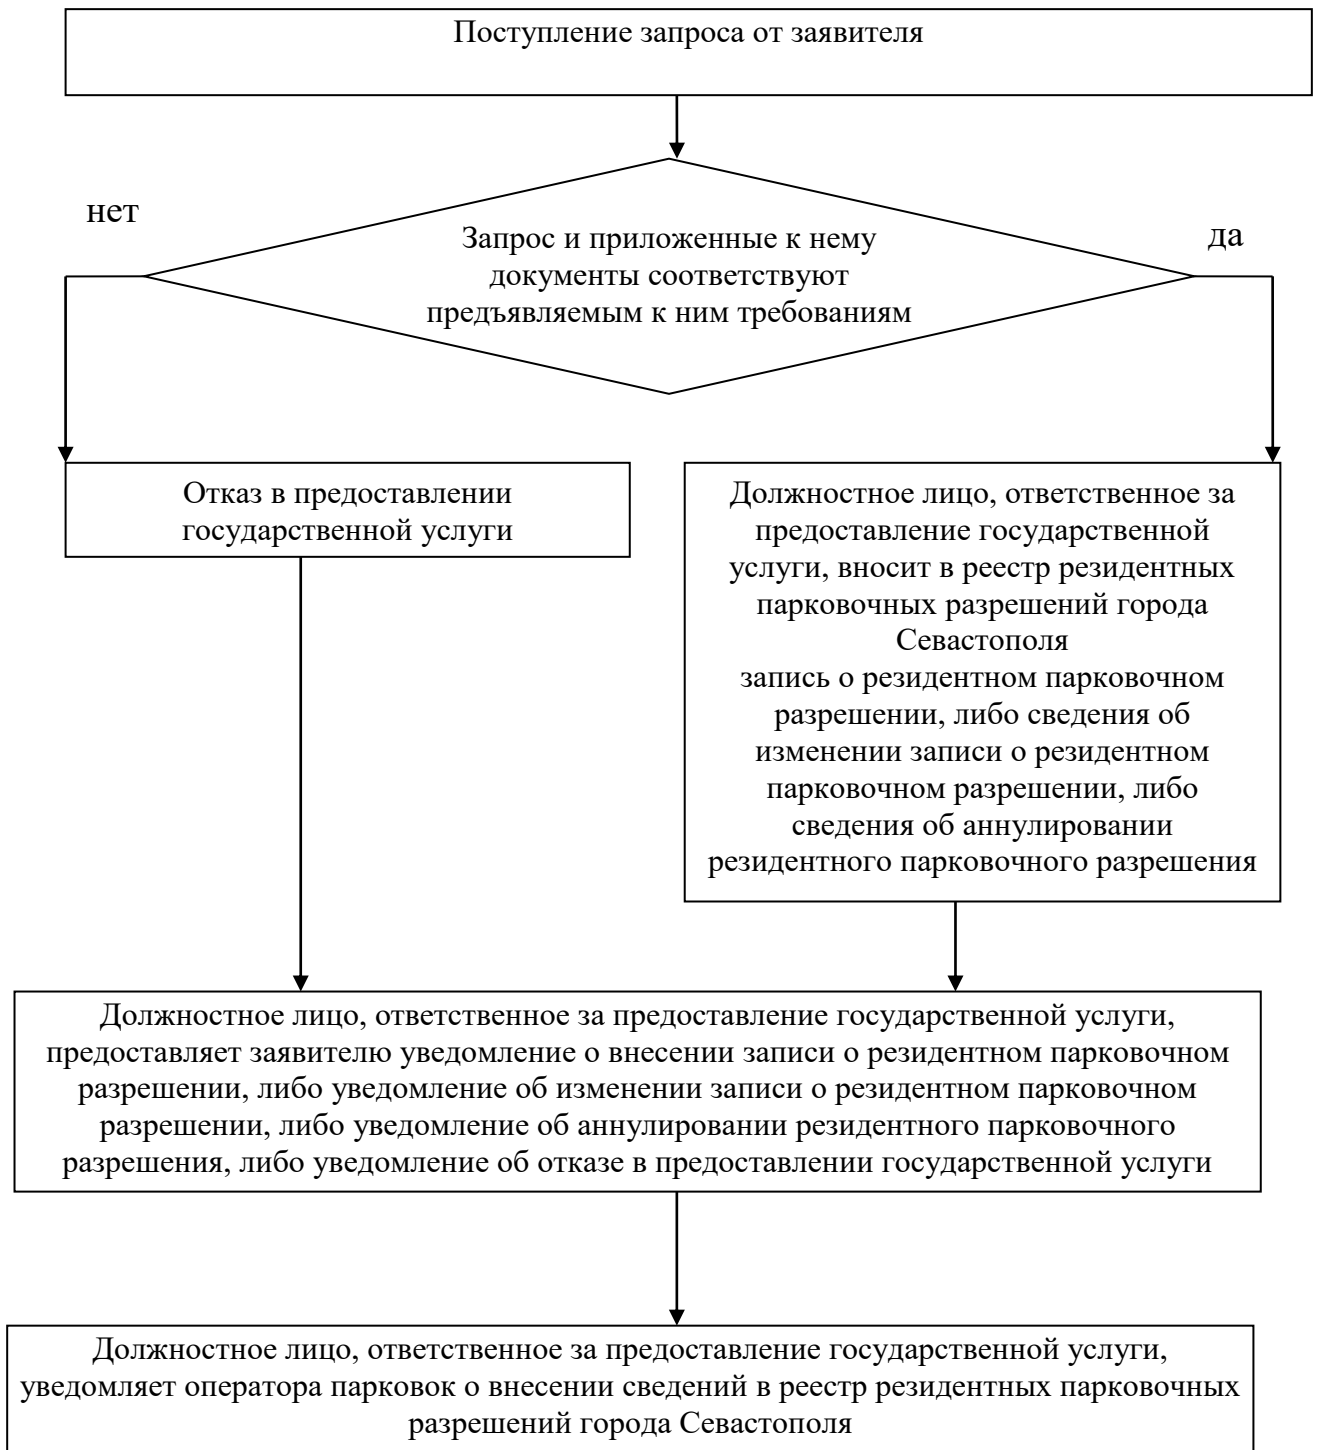 Поступление запроса от заявителя
нет
да
Запрос и приложенные к нему
документы соответствуют
предъявляемым к ним требованиям
Отказ в предоставлении
государственной услуги
Должностное лицо, ответственное за
предоставление государственной
услуги, вносит в реестр резидентных
парковочных разрешений города
Севастополя
запись о резидентном парковочном
разрешении, либо сведения об
изменении записи о резидентном
парковочном разрешении, либо
сведения об аннулировании
резидентного парковочного разрешения
Должностное лицо, ответственное за предоставление государственной услуги,
предоставляет заявителю уведомление о внесении записи о резидентном парковочном
разрешении, либо уведомление об изменении записи о резидентном парковочном
разрешении, либо уведомление об аннулировании резидентного парковочного
разрешения, либо уведомление об отказе в предоставлении государственной услуги
Должностное лицо, ответственное за предоставление государственной услуги,
уведомляет оператора парковок о внесении сведений в реестр резидентных парковочных
разрешений города Севастополя